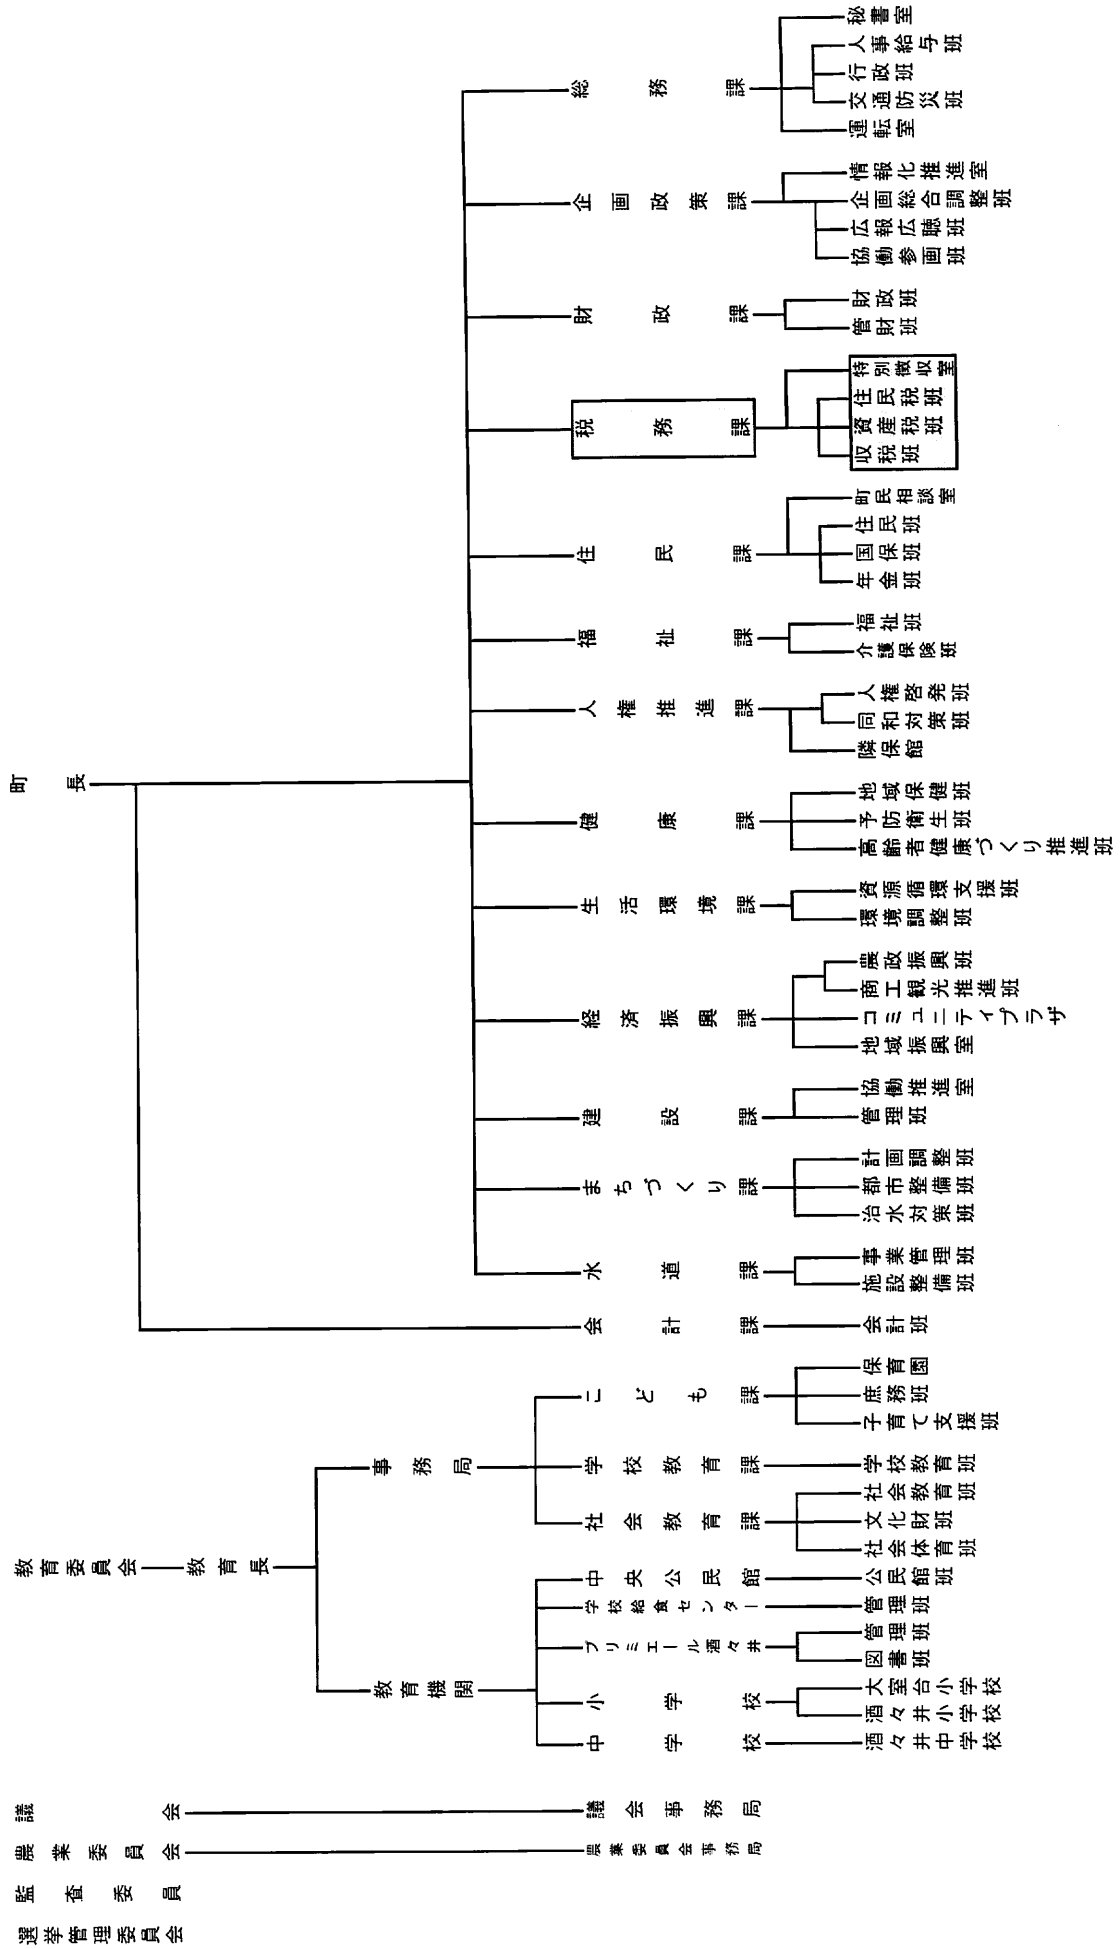 町長
総務課
秘書室
人事給与班
行政班
交通防災班
運転室
企画政策課
情報化推進室
企画総合調整班
広報広聴班
協働参画班
財政課
財政班
管財班
税務課
特別徴収室
住民税班
資産税班
収税班
住民課
町民相談室
住民班
国保班
年金班
福祉課
福祉班
介護保険班
人権推進課
人権啓発班
同和対策班
隣保館
健康課
地域保健班
予防衛生班
高齢者健康づくり推進班
生活環境課
資源循環支援班
環境調整班
経済振興課
農政振興班
商工観光推進班
コミュニティプラザ
地域振興室
建設課
協働推進室
管理班
まちづくり課
計画調整班
都市整備班
治水対策班
水道課
事業管理班
施設整備班
会計課
会計班
教育委員会
教育長
事務局
こども課
保育園
庶務班
子育て支援班
学校教育課
学校教育班
社会教育課
社会教育班
文化財班
社会体育班
教育機関
中央公民館
公民館班
学校給食センター
管理班
プリミエール酒々井
管理班
図書班
小学校
大室台小学校
酒々井小学校
中学校
酒々井中学校
議会
議会事務局
農業委員会
農業委員会事務局
監査委員
選挙管理委員会